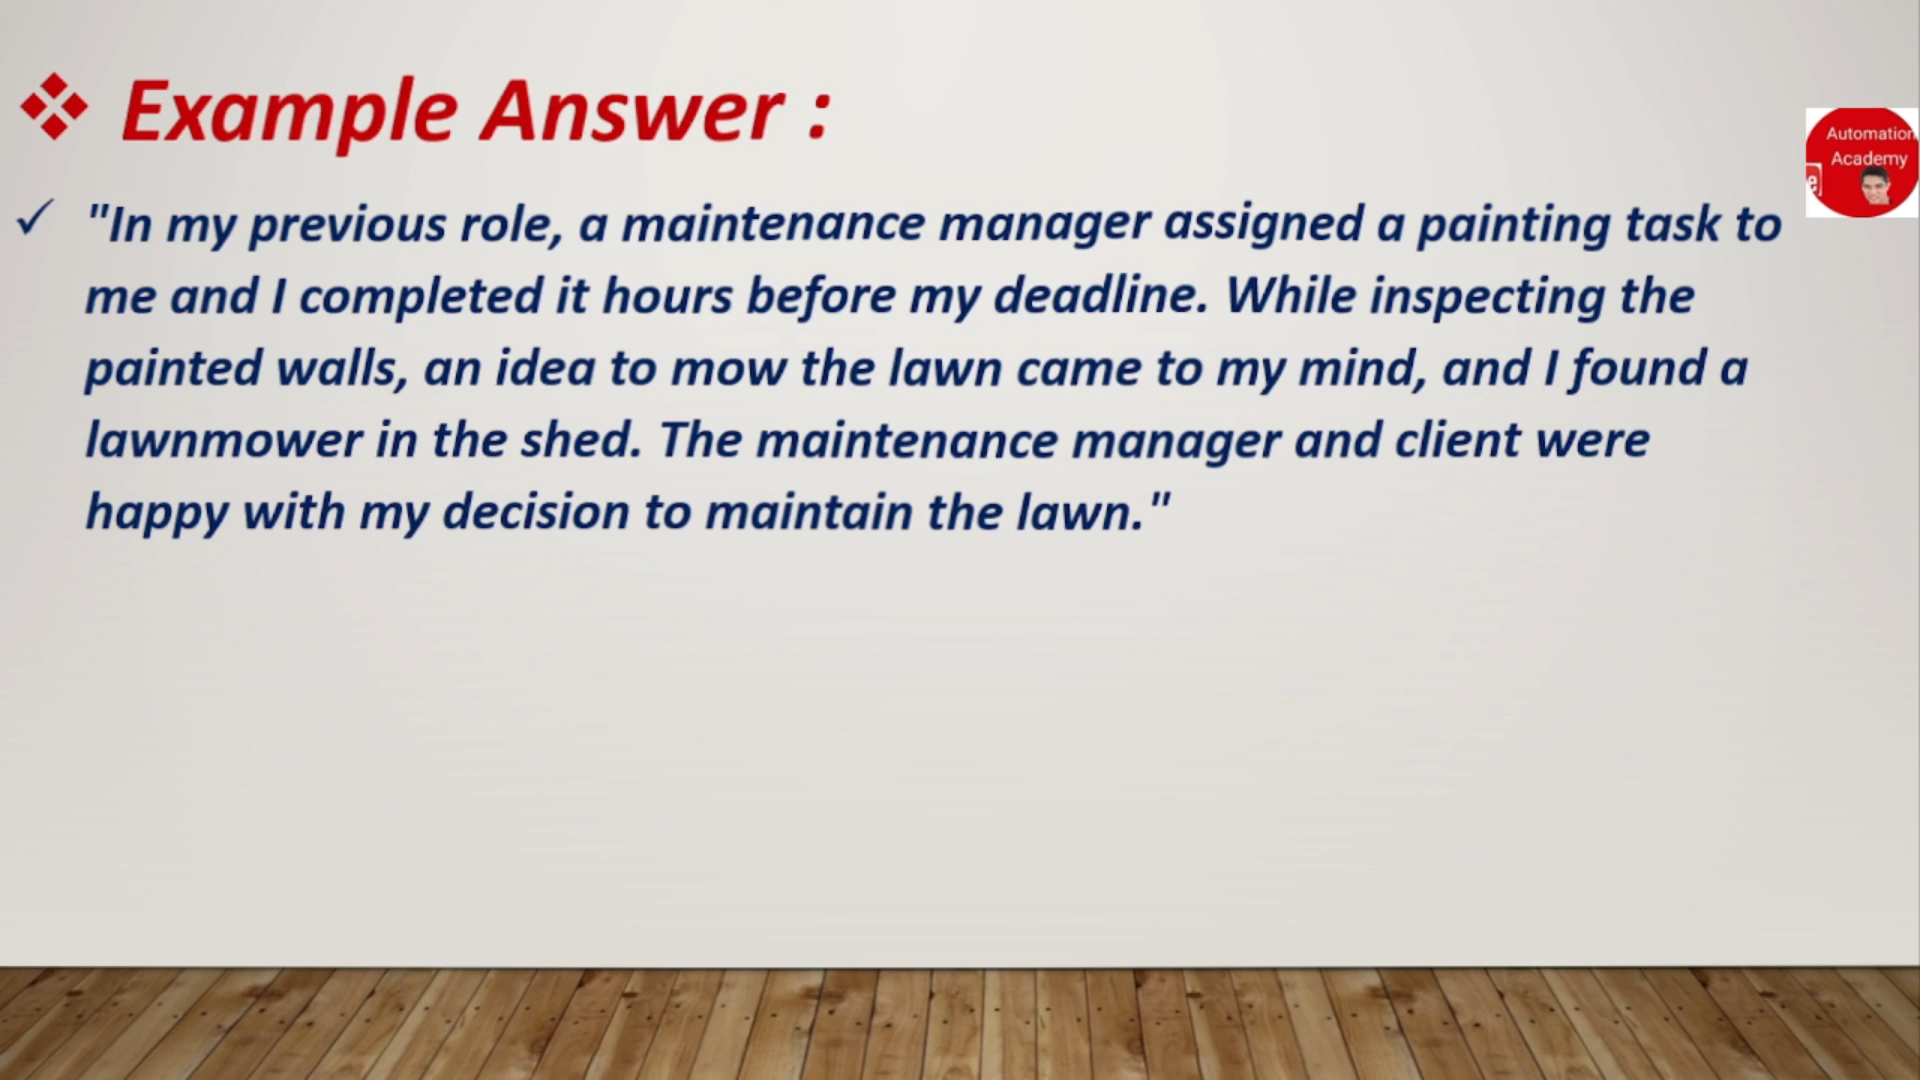 Example Answer :
Automation
Academy
e
"In my previous role, a maintenance manager assigned a painting task to
me and I completed it hours before my deadline. While inspecting the
painted walls, an idea to mow the lawn came to my mind, and I found a
lawnmower in the shed. The maintenance manager and client were
happy with my decision to maintain the lawn."